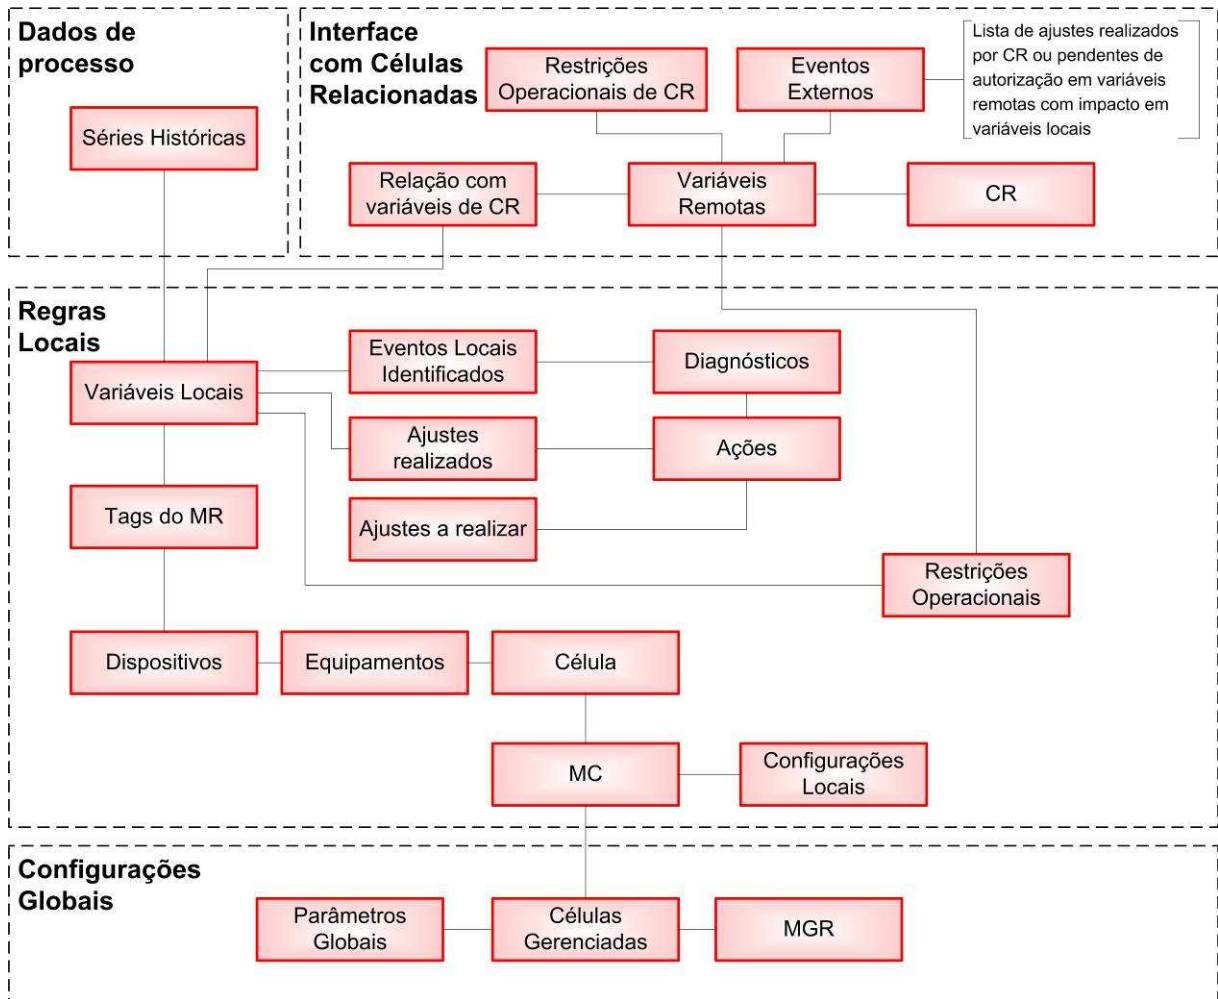 Dados de
processo
Séries Históricas
Interface
com Células
Relacionadas
Restrições
Operacionais de CR
Eventos
Externos
Lista de ajustes realizados
por CR ou pendentes de
autorização em variáveis
remotas com impacto em
variáveis locais
Relação com
variáveis de CR
Variáveis
Remotas
CR
Regras
Locais
Variáveis Locais
Eventos Locais
Identificados
Diagnósticos
Ajustes
realizados
Ações
Tags do MR
Ajustes a realizar
Restrições
Operacionais
Dispositivos
Equipamentos
Célula
MC
Configurações
Locais
Configurações
Globais
Parâmetros
Globais
Células
Gerenciadas
MGR